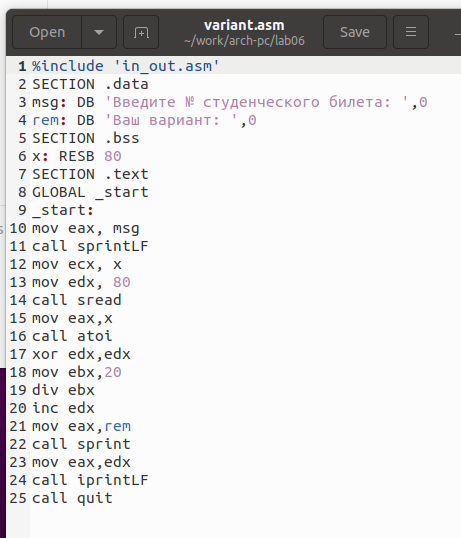 variant.asm
Open
~/work/arch-pc/lab06
Save
1 %include 'in_out.asm'
2 SECTION .data
3 msg: DB 'Введите № студенческого билета: ',0
4 rem: DB 'Ваш вариант: ',0
5 SECTION .bss
6 x: RESB 80
7 SECTION .text
8 GLOBAL _start
9 _start:
10 mov eax, msg
11 call sprintLF
12 mov ecx, x
13 mov edx, 80
14 call sread
15 mov eax,x
16 call atoi
17 xor edx,edx
18 mov ebx,20
19 div ebx
20 inc edx
21 mov eax,rem
22 call sprint
23 mov eax,edx
24 call iprintLF
25 call quit